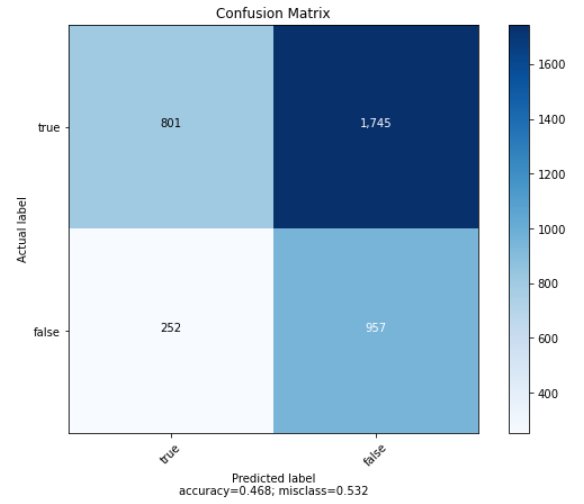 Confusion Matrix
true
801
1,745
false
252
957
Actual label
true
false
Predicted label
accuracy=0.468; misclass=0.532
1600
1400
1200
1000
800
600
400